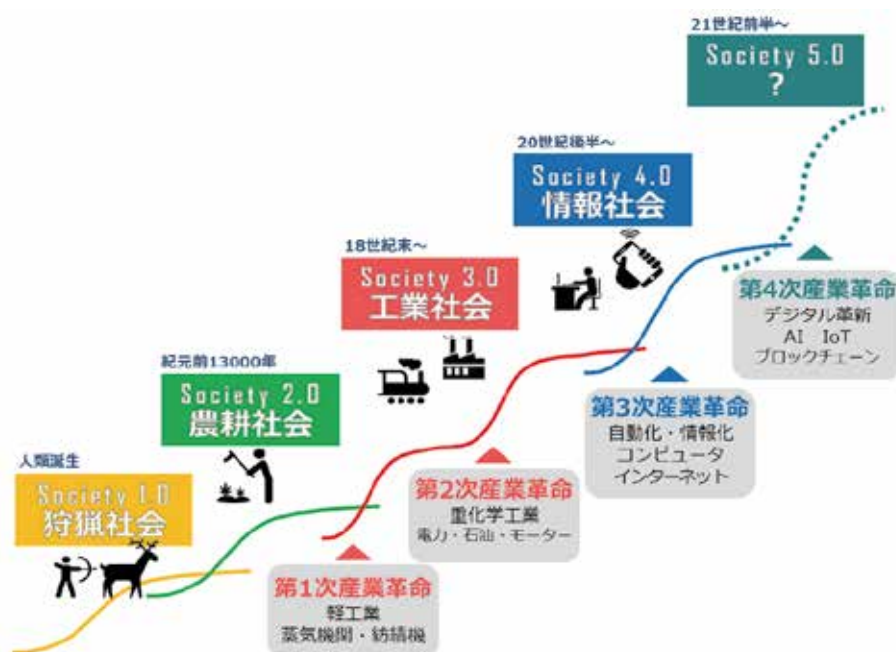 人類誕生
Society 1.0
狩猟社会
紀元前13000年
Society 2.0
農耕社会
18世紀末～
Society 3.0
工業社会
20世紀後半～
Society 4.0
情報社会
21世紀前半～
Society 5.0
?
第1次産業革命
軽工業
蒸気機関・紡績機
第2次産業革命
重化学工業
電力・石油・モーター
第3次産業革命
自動化・情報化
コンピュータ
インターネット
第4次産業革命
デジタル革新
AI IoT
ブロックチェーン